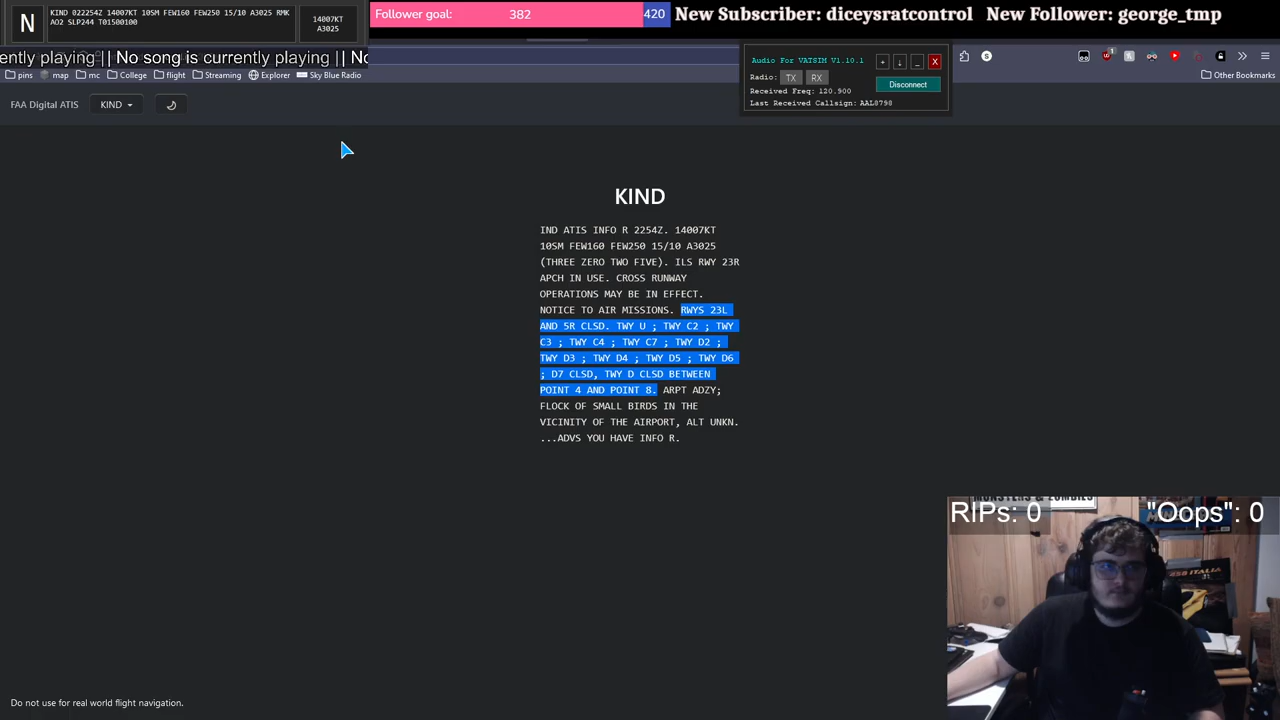 N
KIND 022254Z 14007KT 10SM FEW160 FEW250 15/10 A3025 RMK
AO2 SLP244 T01500100
14007KT
A3025
Follower goal:
382
420
New Subscriber: diceysratcontrol New Follower: george_tmp
ently playing || No song is currently playing || No
pins
map
mc
College
flight
Streaming
Explorer
Sky Blue Radio
Other Bookmarks
Audio For VATSIM V1.10.1
+
↓
_
X
Radio:
TX
RX
Disconnect
Received Freq: 120.900
Last Received Callsign: AAL8798
S
1
FAA Digital ATIS
KIND
KIND
IND ATIS INFO R 2254Z. 14007KT
10SM FEW160 FEW250 15/10 A3025
(THREE ZERO TWO FIVE). ILS RWY 23R
APCH IN USE. CROSS RUNWAY
OPERATIONS MAY BE IN EFFECT.
NOTICE TO AIR MISSIONS. RWYS 23L
AND 5R CLSD. TWY U ; TWY C2 ; TWY
C3 ; TWY C4 ; TWY C7 ; TWY D2 ;
TWY D3 ; TWY D4 ; TWY D5 ; TWY D6
; D7 CLSD, TWY D CLSD BETWEEN
POINT 4 AND POINT 8. ARPT ADZY;
FLOCK OF SMALL BIRDS IN THE
VICINITY OF THE AIRPORT, ALT UNKN.
...ADVS YOU HAVE INFO R.
MONSTERS & ZOMBIES
RIPs: 0
"Oops": 0
458 ITALIA
Do not use for real world flight navigation.